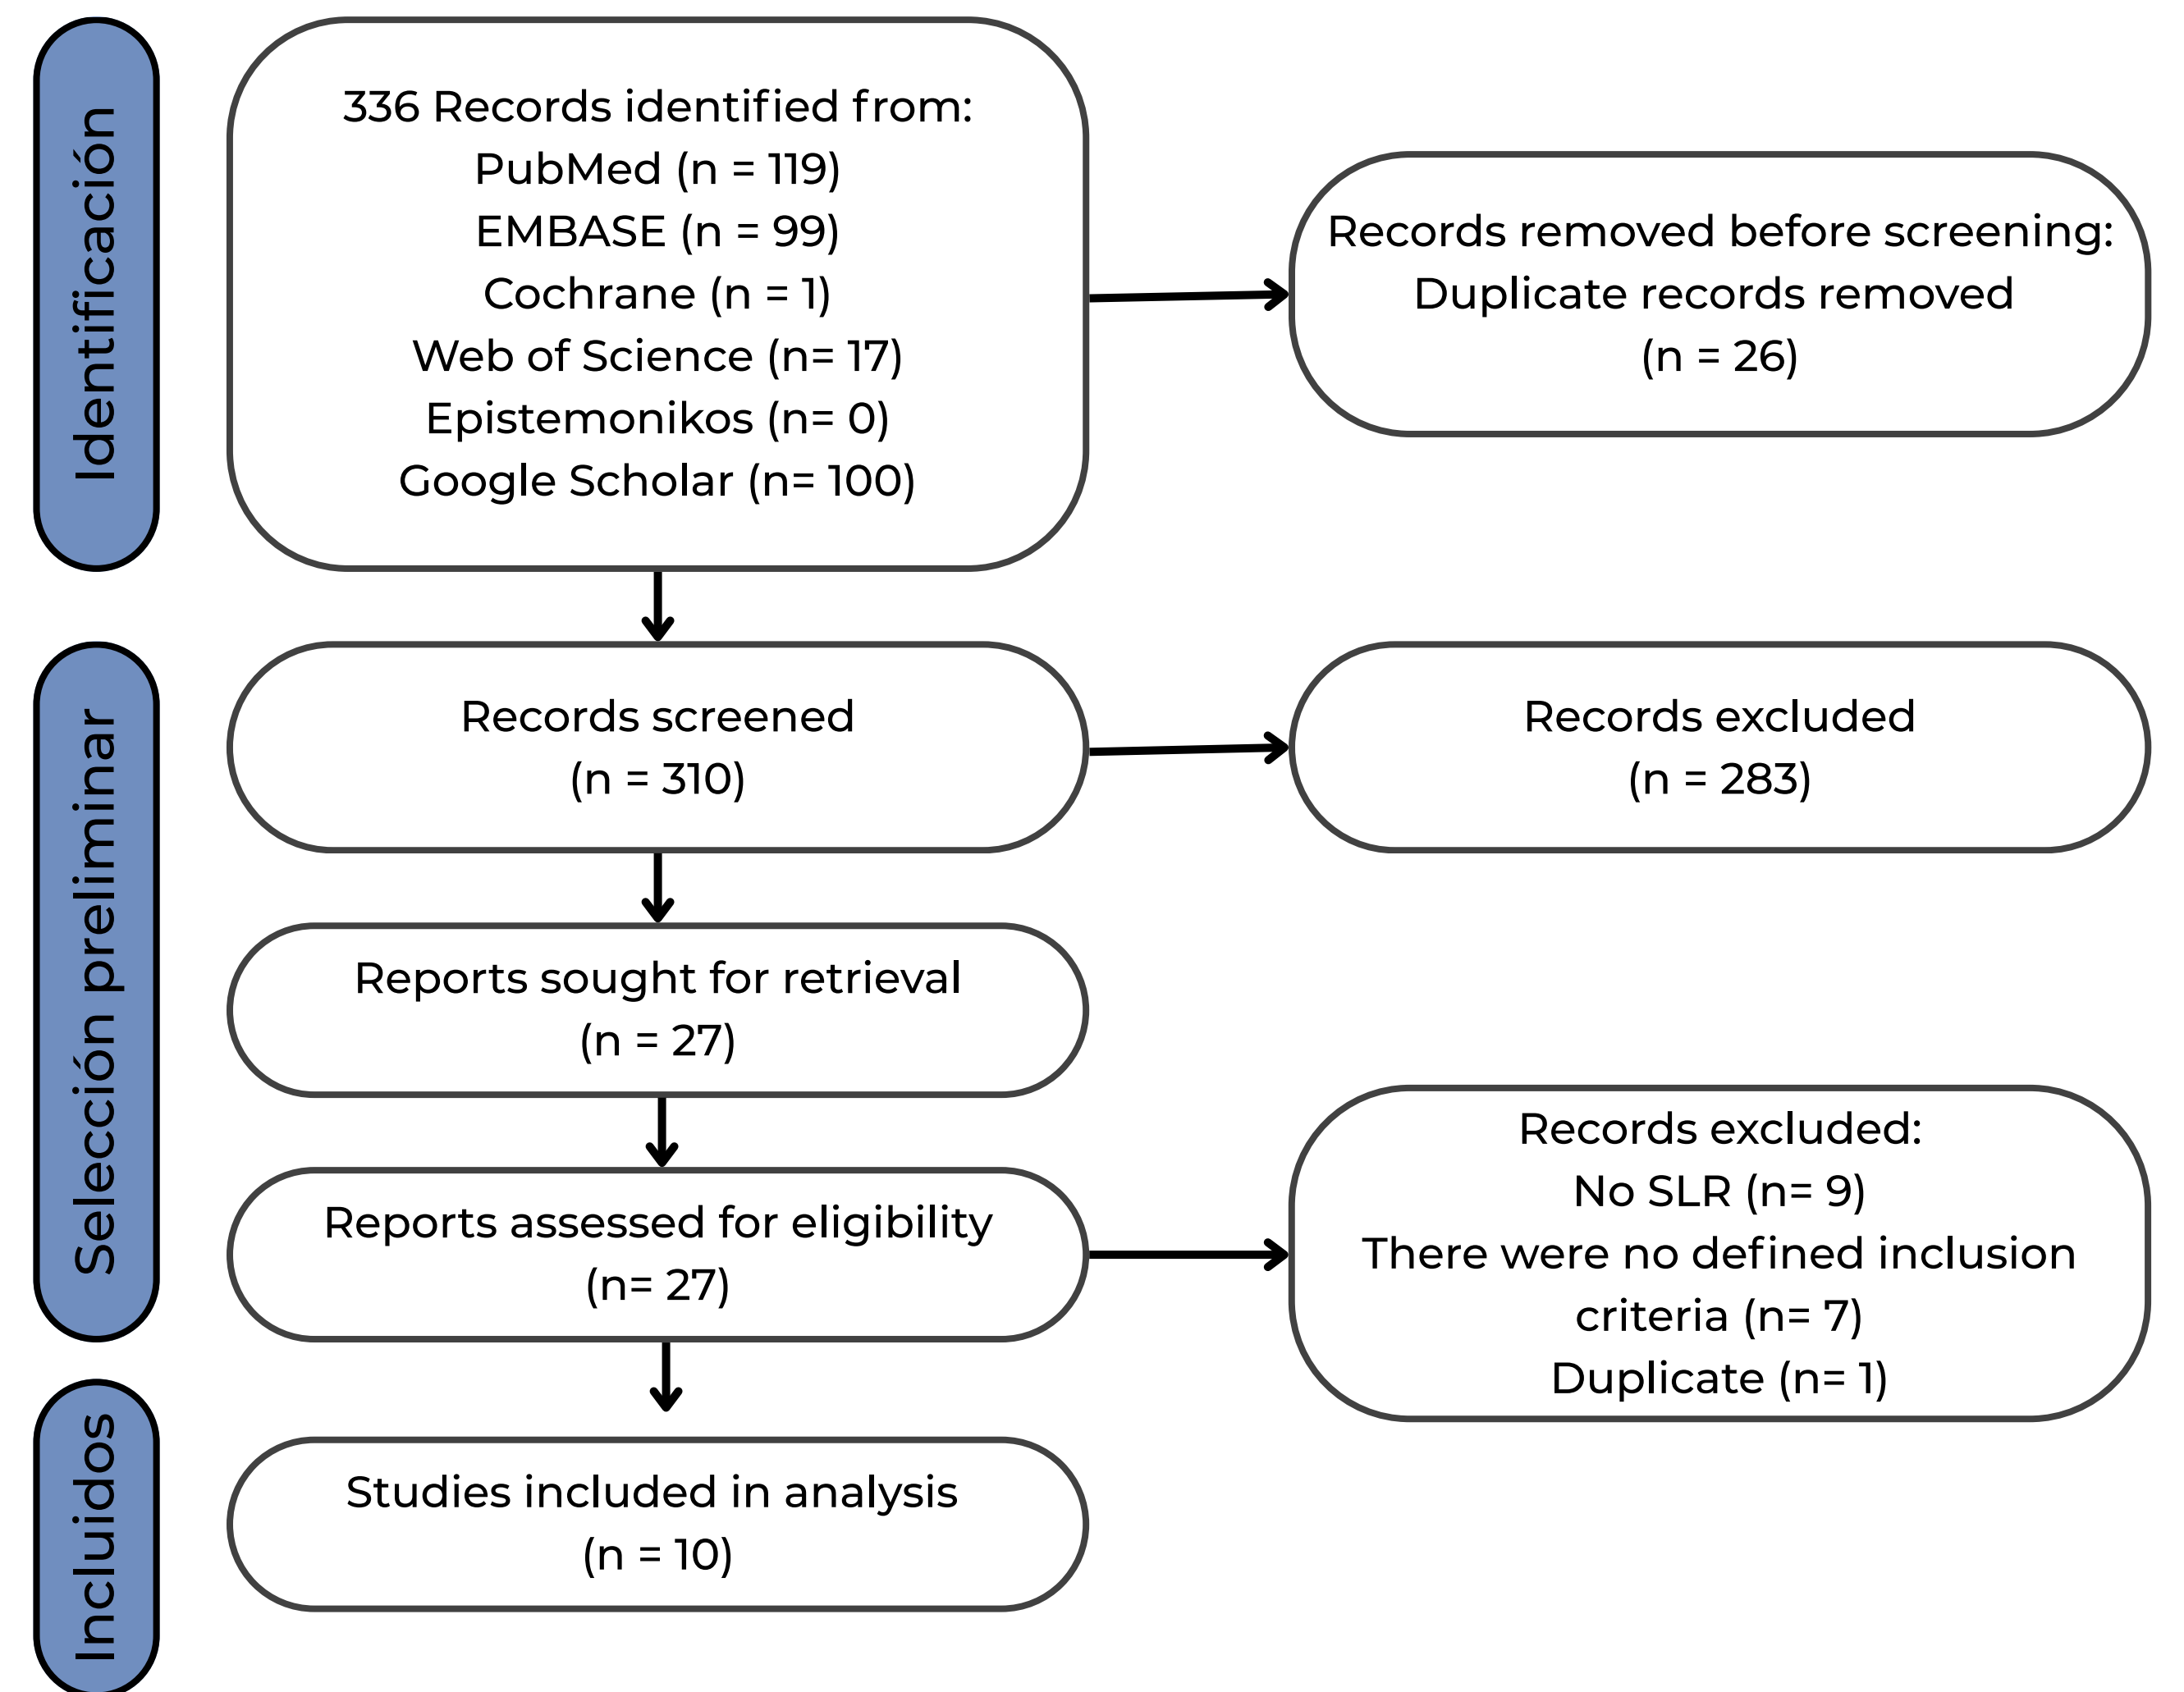 Identificación
336 Records identified from:
PubMed (n = 119)
EMBASE (n = 99)
Cochrane (n = 1)
Web of Science (n= 17)
Epistemonikos (n= 0)
Google Scholar (n= 100)
Records removed before screening:
Duplicate records removed
(n = 26)
Selección preliminar
Records screened
(n = 310)
Records excluded
(n = 283)
Reports sought for retrieval
(n = 27)
Reports assessed for eligibility
(n= 27)
Records excluded:
No SLR (n= 9)
There were no defined inclusion
criteria (n= 7)
Duplicate (n= 1)
Incluidos
Studies included in analysis
(n = 10)